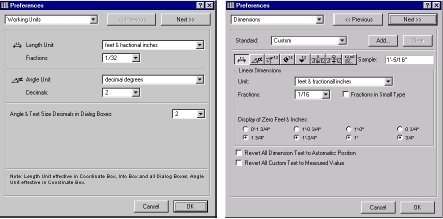 Preferences
Working Units
<< Previous
Next >>
Length Unit
feet & fractional inches
Fractions:
1/32
Angle Unit
decimal degrees
Decimals:
2
Angle & Text Size Decimals in Dialog Boxes:
2
Note: Length Unit effective in Coordinate Box, Info Box and all Dialog Boxes. Angle
Unit effective in Coordinate Box.
Cancel
OK
Preferences
Dimensions
<< Previous
Next >>
Standard:
Custom
Add...
Sample:
1'-5/16"
Linear Dimensions
Unit:
feet & fractional inches
Fractions:
1/16
Fractions in Small Type
Display of Zero Feet & Inches:
0'-1 3/4"
1'-0 3/4"
1'-0"
0 3/4"
1 3/4"
1'-3/4"
1'
3/4"
Revert All Dimension Text to Automatic Position
Revert All Custom Text to Measured Value
Cancel
OK